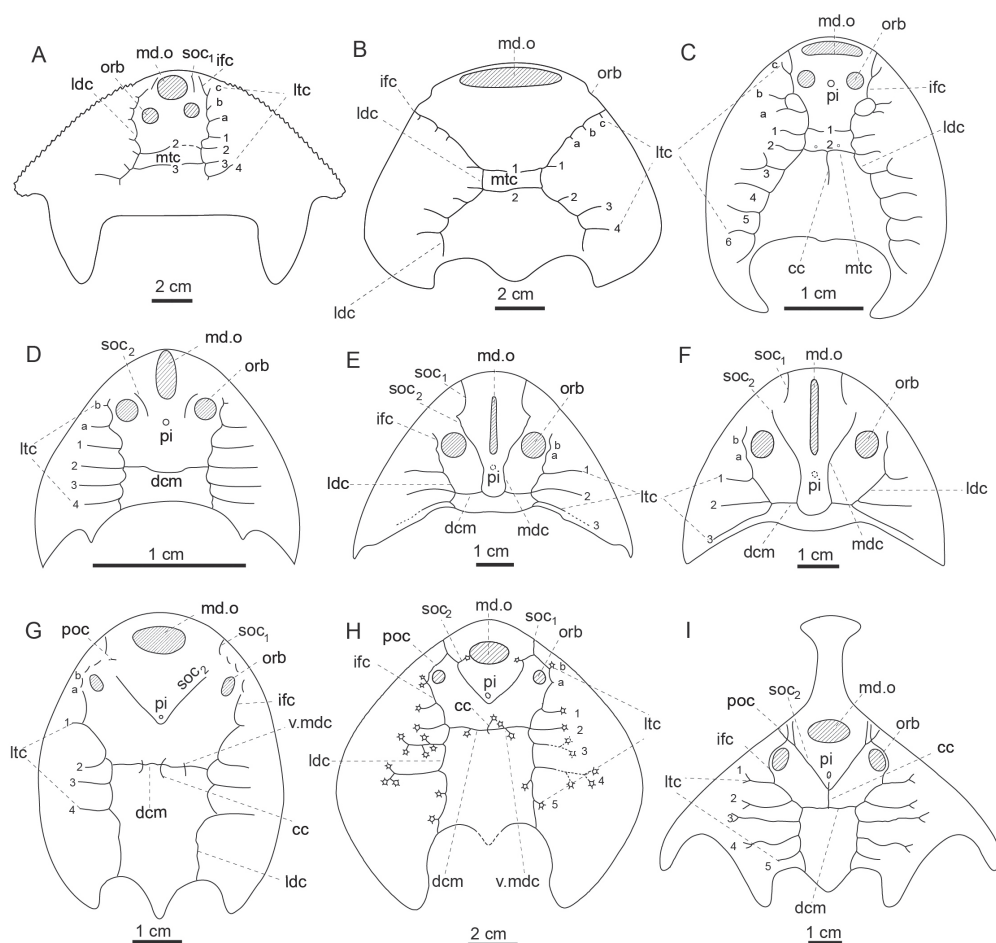 A
md.o
soc1
ifc
orb
ldc
ltc
c
b
a
1
2
2
mtc
3
3
4
2 cm
B
md.o
orb
ifc
ldc
c
b
a
ltc
1
1
mtc
2
2
3
4
ldc
2 cm
C
md.o
orb
c
pi
ifc
b
a
1
1
ldc
2
2
3
4
5
6
cc
mtc
1 cm
D
soc2
md.o
orb
b
a
pi
ltc
1
2
3
dcm
4
1 cm
E
md.o
soc1
soc2
orb
ifc
b
a
pi
1
ldc
2
ltc
3
dcm
mdc
1 cm
F
soc1
md.o
soc2
orb
b
a
pi
1
ldc
2
3
dcm
mdc
1 cm
G
md.o
poc
soc1
orb
b
a
soc2
pi
ifc
1
v.mdc
ltc
2
3
dcm
4
cc
ldc
1 cm
H
md.o
soc2
soc1
poc
orb
ifc
b
a
pi
cc
1
ltc
2
3
ldc
4
5
dcm
v.mdc
2 cm
I
soc2
md.o
poc
orb
ifc
cc
pi
1
ltc
2
3
4
5
dcm
1 cm